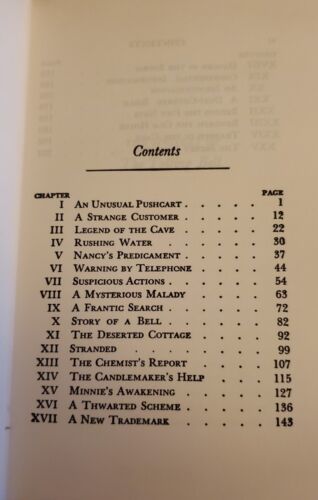 Contents
CHAPTER PAGE
I AN UNUSUAL PUSHCART . . . . . 1
II A STRANGE CUSTOMER . . . . . 12
III LEGEND OF THE CAVE . . . . . 22
IV RUSHING WATER . . . . . . 30
V NANCY'S PREDICAMENT . . . . . 37
VI WARNING BY TELEPHONE . . . . 44
VII SUSPICIOUS ACTIONS . . . . . 54
VIII A MYSTERIOUS MALADY . . . . . 63
IX A FRANTIC SEARCH . . . . . 72
X STORY OF A BELL . . . . . . 82
XI THE DESERTED COTTAGE . . . . 92
XII STRANDED . . . . . . . . 99
XIII THE CHEMIST'S REPORT . . . . . 107
XIV THE CANDLEMAKER'S HELP . . . . 115
XV MINNIE'S AWAKENING . . . . . 127
XVI A THWARTED SCHEME . . . . . 136
XVII A NEW TRADEMARK . . . . . 143